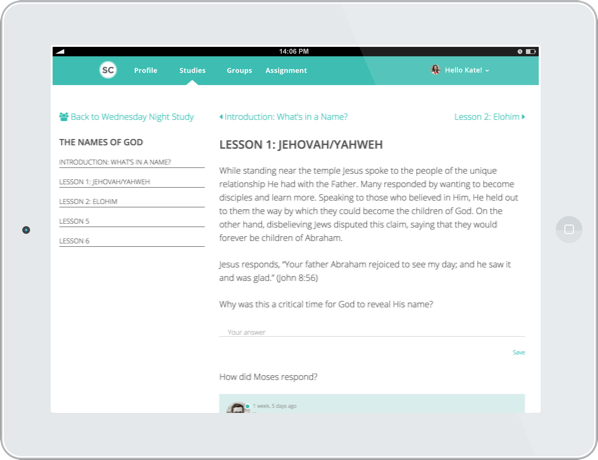 14:06 PM
SC
Profile
Studies
Groups
Assignment
Hello Kate!
Back to Wednesday Night Study
Introduction: What's in a Name?
Lesson 2: Elohim
THE NAMES OF GOD
INTRODUCTION: WHAT'S IN A NAME?
LESSON 1: JEHOVAH/YAHWEH
LESSON 2: ELOHIM
LESSON 5
LESSON 6
LESSON 1: JEHOVAH/YAHWEH
While standing near the temple Jesus spoke to the people of the unique
relationship He had with the Father. Many responded by wanting to become
disciples and learn more. Speaking to those who believed in Him, He held out
to them the way by which they could become the children of God. On the
other hand, disbelieving Jews disputed this claim, saying that they would
forever be children of Abraham.
Jesus responds, "Your father Abraham rejoiced to see my day; and he saw it
and was glad." (John 8:56)
Why was this a critical time for God to reveal His name?
Your answer
Save
How did Moses respond?
1 week, 5 days ago